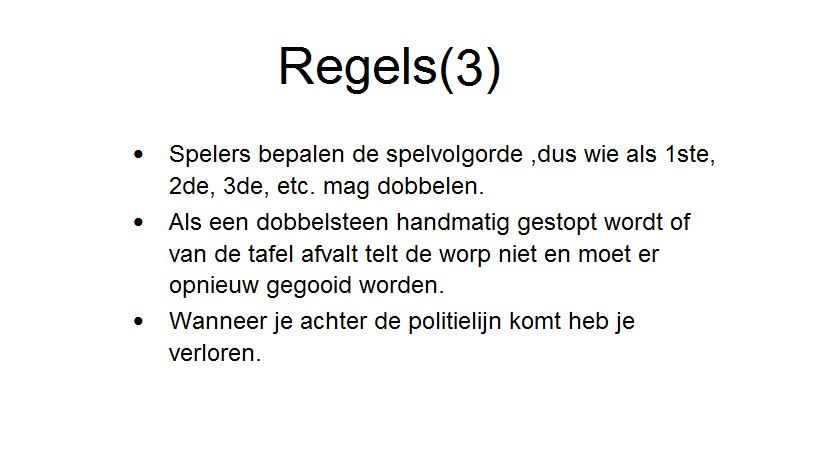 Regels(3)
• Spelers bepalen de spelvolgorde ,dus wie als 1ste,
2de, 3de, etc. mag dobbelen.
• Als een dobbelsteen handmatig gestopt wordt of
van de tafel afvalt telt de worp niet en moet er
opnieuw gegooid worden.
• Wanneer je achter de politielijn komt heb je
verloren.